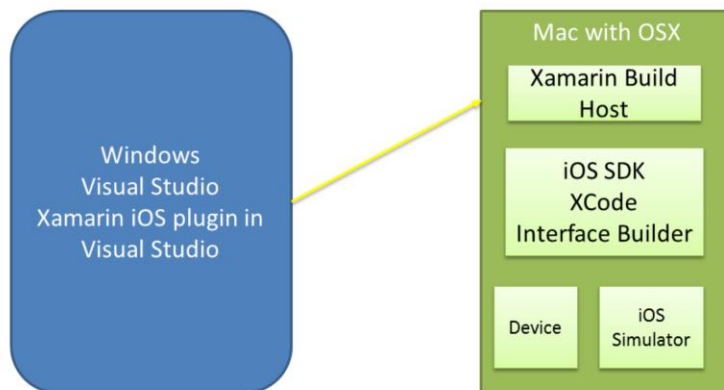 Windows
Visual Studio
Xamarin iOS plugin in
Visual Studio
Mac with OSX
Xamarin Build
Host
iOS SDK
XCode
Interface Builder
Device
iOS
Simulator